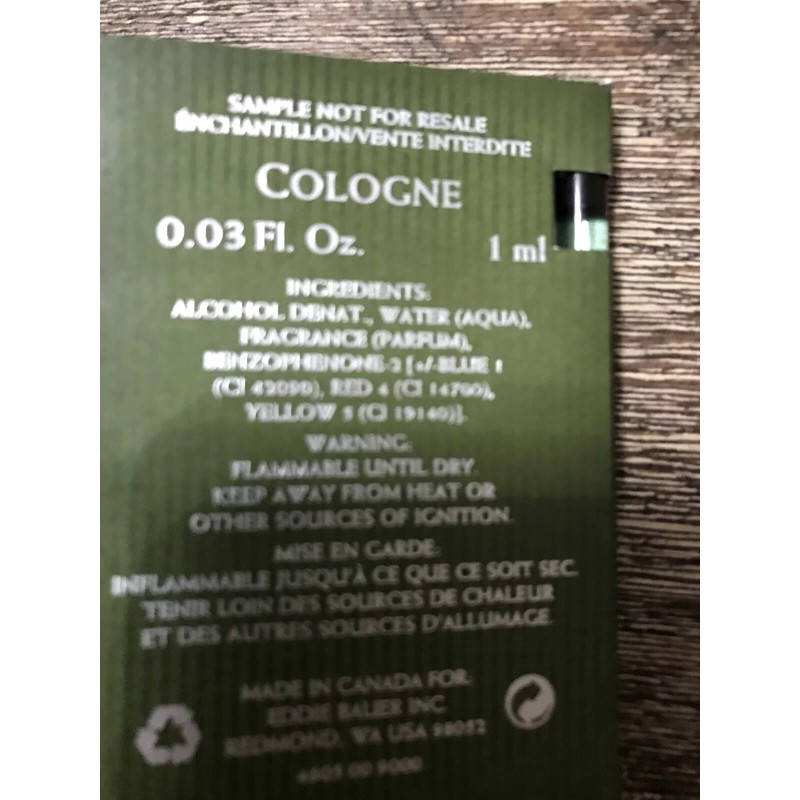 SAMPLE NOT FOR RESALE
ÉNCHANTILLON/VENTE INTERDITE
COLOGNE
0.03 FL. OZ.
1 ml
INGREDIENTS:
ALCOHOL DENAT., WATER (AQUA),
FRAGRANCE (PARFUM),
BENZOPHENONE-2 [+/-BLUE 1
(CI 42090), RED 4 (CI 14700),
YELLOW 5 (CI 19140)].
WARNING:
FLAMMABLE UNTIL DRY.
KEEP AWAY FROM HEAT OR
OTHER SOURCES OF IGNITION.
MISE EN GARDE:
INFLAMMABLE JUSQU'À CE QUE CE SOIT SEC.
TENIR LOIN DES SOURCES DE CHALEUR
ET DES AUTRES SOURCES D'ALLUMAGE.
MADE IN CANADA FOR:
EDDIE BAUER INC.
REDMOND, WA USA 98052